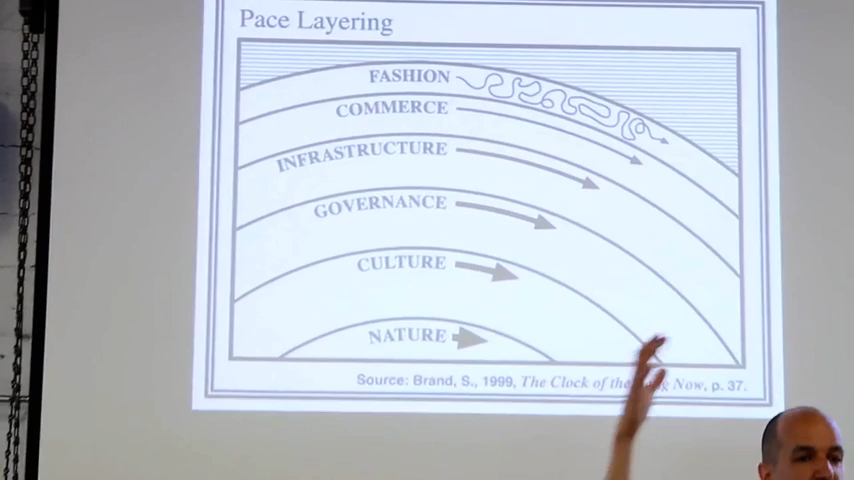 Pace Layering
FASHION
COMMERCE
INFRASTRUCTURE
GOVERNANCE
CULTURE
NATURE
Source: Brand, S., 1999, The Clock of the Now, p. 37.